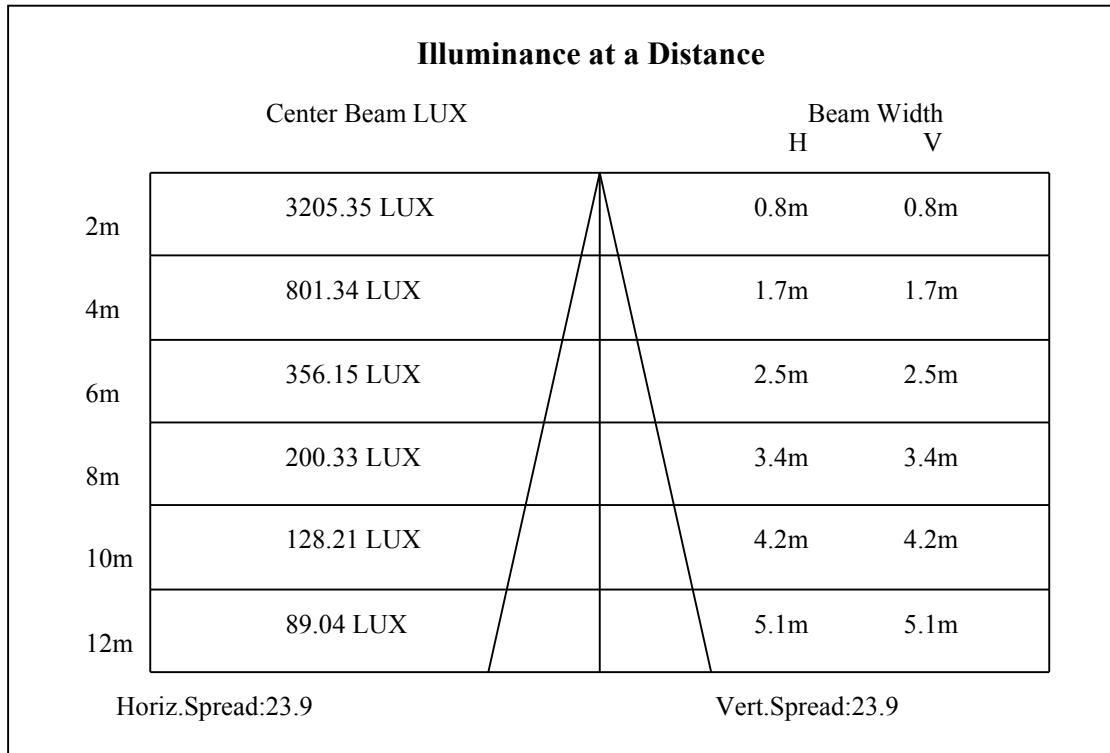 Illuminance at a Distance
Center Beam LUX Beam Width
H V
2m 3205.35 LUX 0.8m 0.8m
4m 801.34 LUX 1.7m 1.7m
6m 356.15 LUX 2.5m 2.5m
8m 200.33 LUX 3.4m 3.4m
10m 128.21 LUX 4.2m 4.2m
12m 89.04 LUX 5.1m 5.1m
Horiz.Spread:23.9 Vert.Spread:23.9